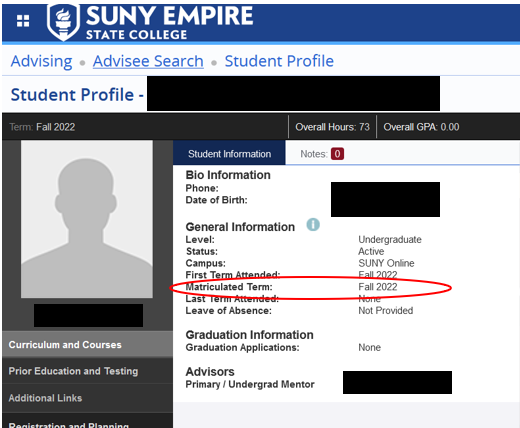 SUNY EMPIRE
STATE COLLEGE
Advising • Advisee Search • Student Profile
Student Profile -
Term: Fall 2022 Overall Hours: 73 Overall GPA: 0.00
Student Information Notes: 0
Bio Information
Phone:
Date of Birth:
General Information i
Level: Undergraduate
Status: Active
Campus: SUNY Online
First Term Attended: Fall 2022
Matriculated Term: Fall 2022
Last Term Attended: None
Leave of Absence: Not Provided
Graduation Information
Graduation Applications: None
Advisors
Primary / Undergrad Mentor
Curriculum and Courses
Prior Education and Testing
Additional Links
Registration and Planning